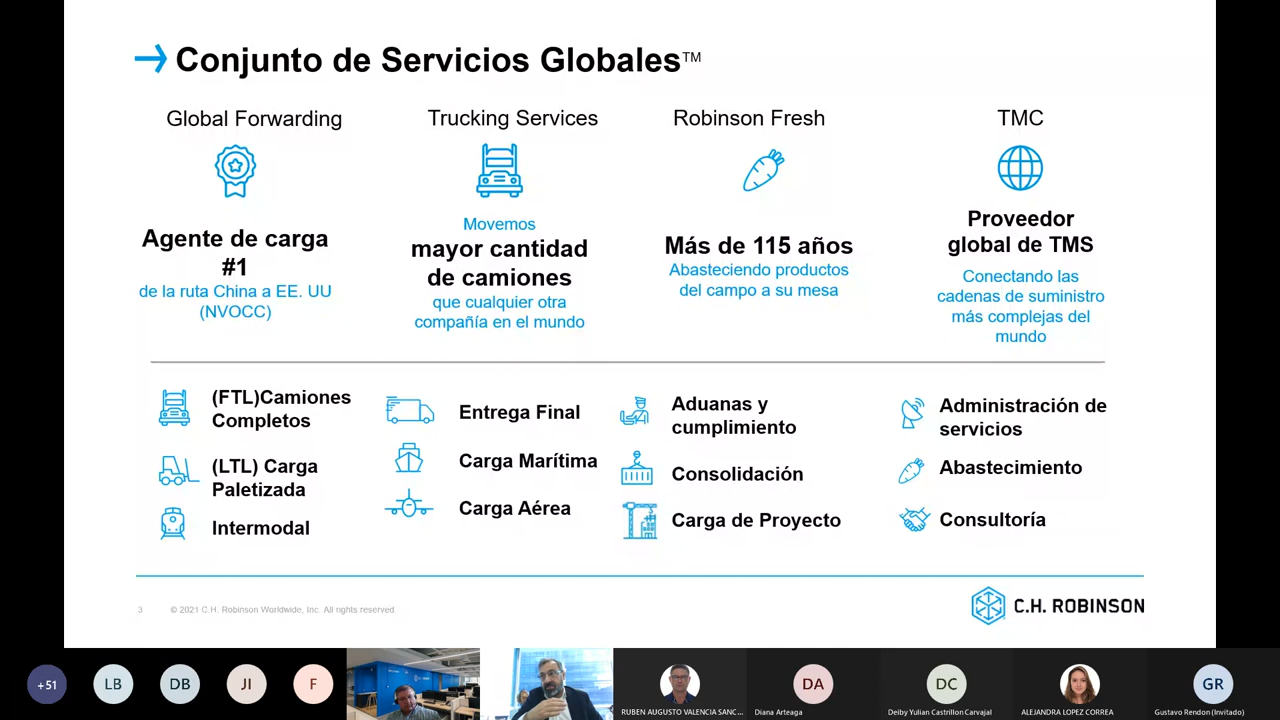 Conjunto de Servicios Globales™
Global Forwarding
Agente de carga
#1
de la ruta China a EE. UU
(NVOCC)
Trucking Services
Movemos
mayor cantidad
de camiones
que cualquier otra
compañía en el mundo
Robinson Fresh
Más de 115 años
Abasteciendo productos
del campo a su mesa
TMC
Proveedor
global de TMS
Conectando las
cadenas de suministro
más complejas del
mundo
(FTL)Camiones
Completos
(LTL) Carga
Paletizada
Intermodal
Entrega Final
Carga Marítima
Carga Aérea
Aduanas y
cumplimiento
Consolidación
Carga de Proyecto
Administración de
servicios
Abastecimiento
Consultoría
3
© 2021 C.H. Robinson Worldwide, Inc. All rights reserved.
C.H. ROBINSON
+51
LB
DB
JI
F
RUBEN AUGUSTO VALENCIA SANC...
DA
Diana Arteaga
DC
Deiby Yulian Castrillon Carvajal
ALEJANDRA LOPEZ CORREA
GR
Gustavo Rendon (Invitado)